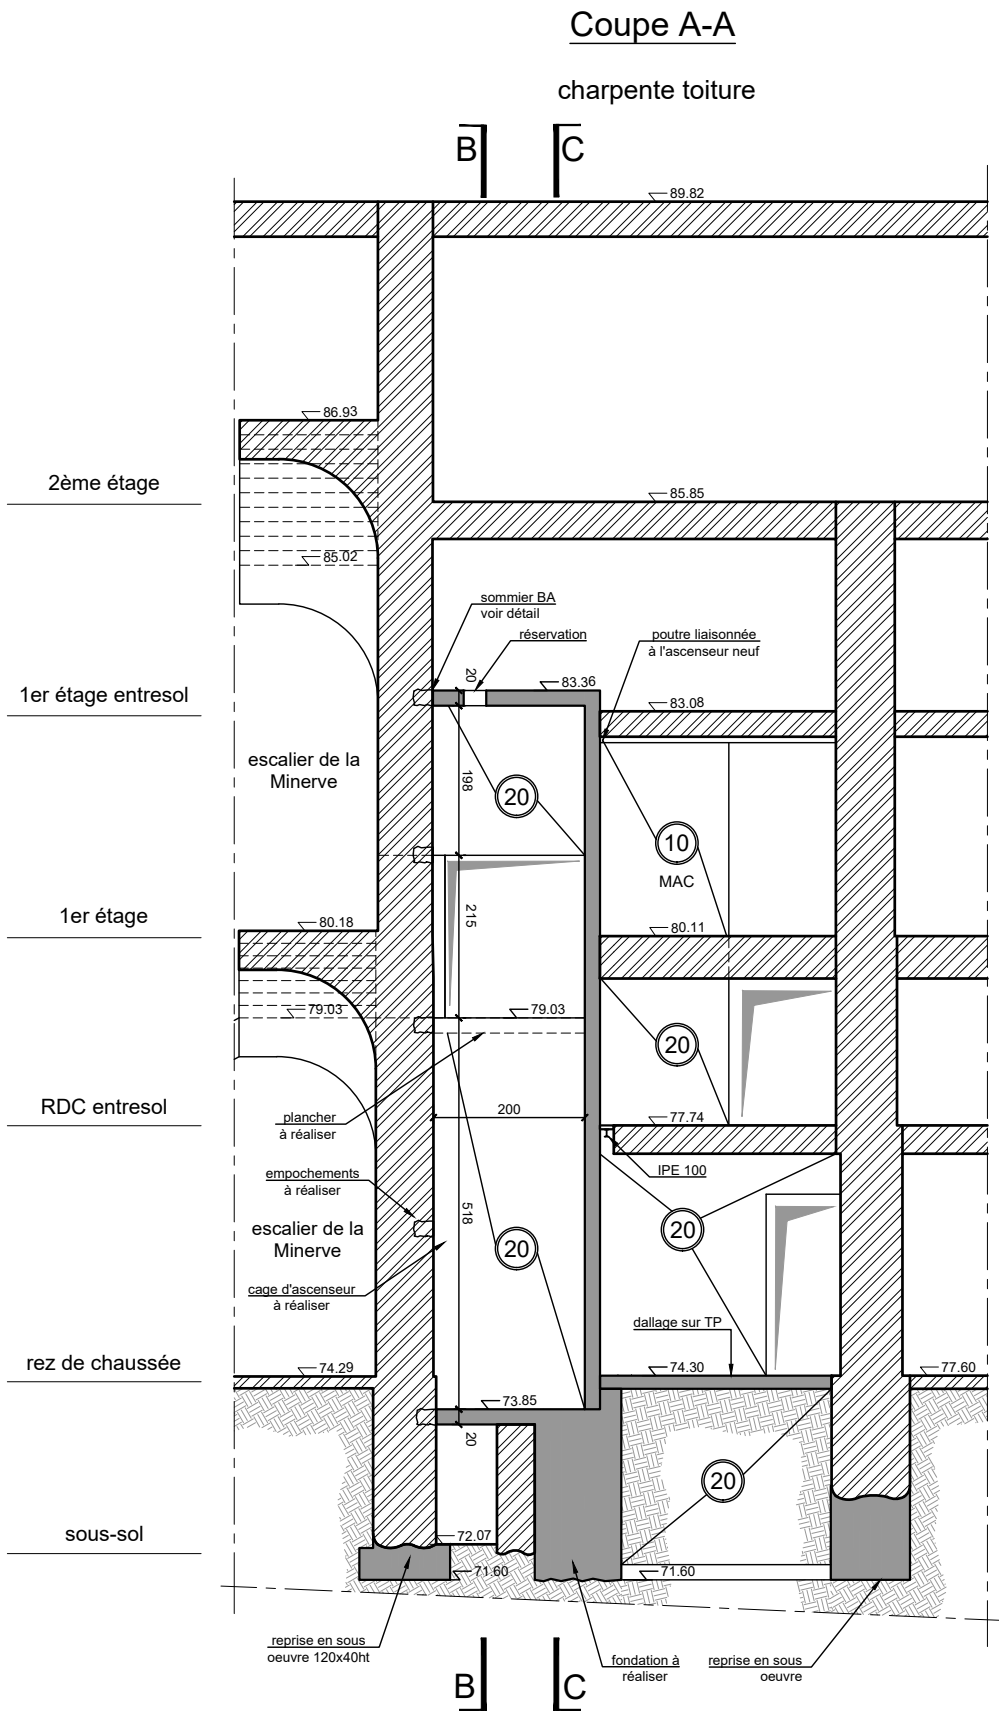 Coupe A-A
charpente toiture
B
C
89.82
86.93
2ème étage
85.85
85.02
sommier BA
voir détail
réservation
poutre liaisonnée
à l'ascenseur neuf
20
83.36
1er étage entresol
83.08
escalier de la
Minerve
198
20
10
MAC
215
1er étage
80.18
80.11
79.03
79.03
20
RDC entresol
200
77.74
plancher
à réaliser
IPE 100
empochements
à réaliser
518
escalier de la
Minerve
20
20
cage d'ascenseur
à réaliser
dallage sur TP
rez de chaussée
74.29
74.30
77.60
73.85
20
20
sous-sol
72.07
71.60
71.60
reprise en sous
oeuvre 120x40ht
fondation à
réaliser
reprise en sous
oeuvre
B
C